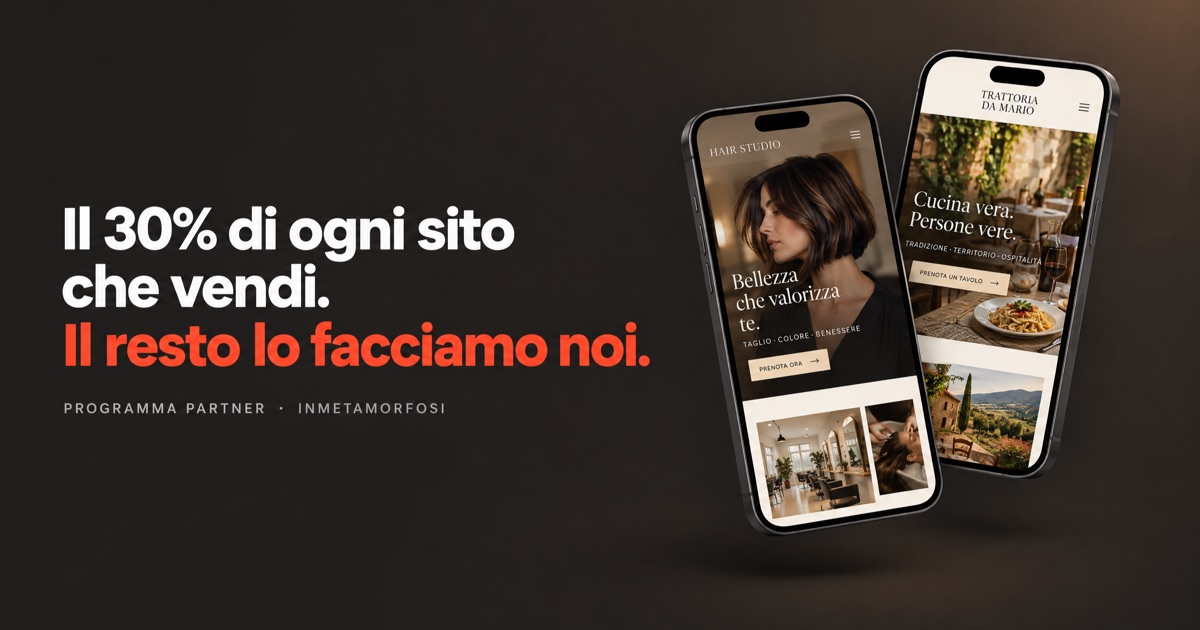 Il 30% di ogni sito
che vendi.
Il resto lo facciamo noi.
PROGRAMMA PARTNER • INMETAMORFOSI
HAIR STUDIO
Bellezza
che valorizza
te.
TAGLIO · COLORE · BENESSERE
PRENOTA ORA →
TRATTORIA
DA MARIO
Cucina vera.
Persone vere.
TRADIZIONE · TERRITORIO · OSPITALITÀ
PRENOTA UN TAVOLO →